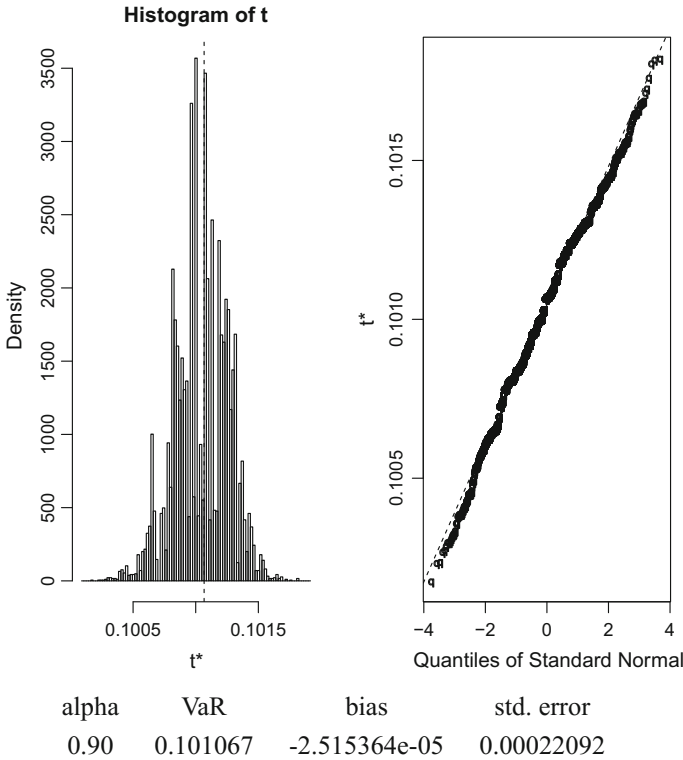 Histogram of t
Density
0
500
1000
1500
2000
2500
3000
3500
0.1005
0.1015
t*
t*
0.1005
0.1010
0.1015
−4
−2
0
2
4
Quantiles of Standard Normal
alpha VaR bias std. error
0.90 0.101067 -2.515364e-05 0.00022092